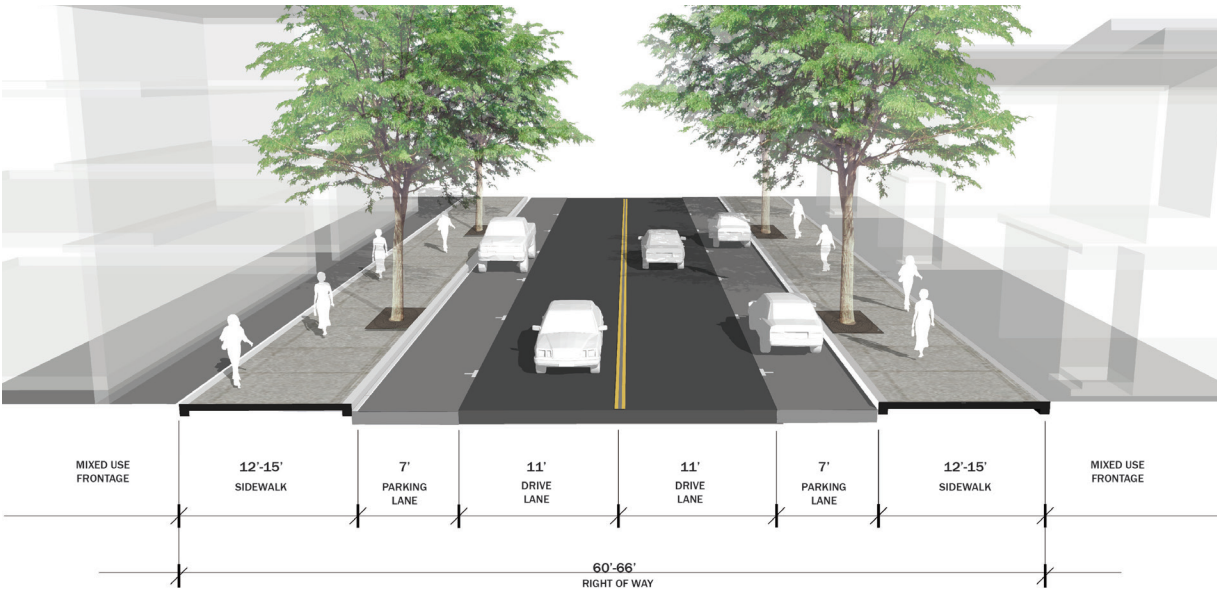 MIXED USE
FRONTAGE
12'-15'
SIDEWALK
7'
PARKING
LANE
11'
DRIVE
LANE
11'
DRIVE
LANE
7'
PARKING
LANE
12'-15'
SIDEWALK
MIXED USE
FRONTAGE
60'-66'
RIGHT OF WAY